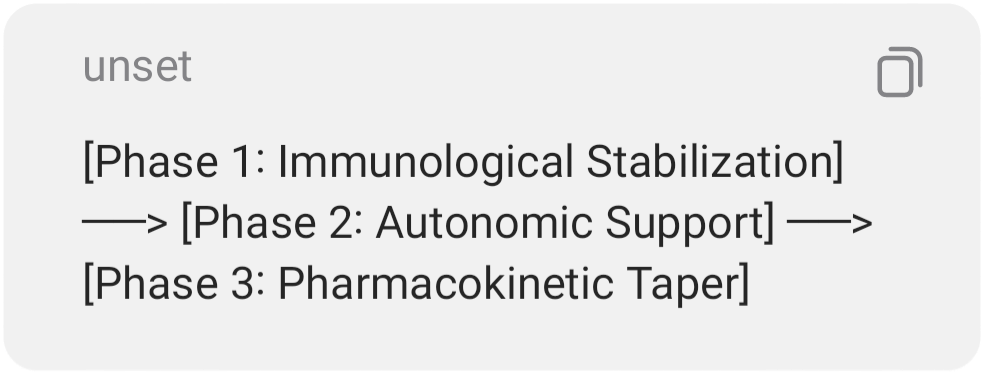 unset
[Phase 1: Immunological Stabilization]
───> [Phase 2: Autonomic Support] ───>
[Phase 3: Pharmacokinetic Taper]